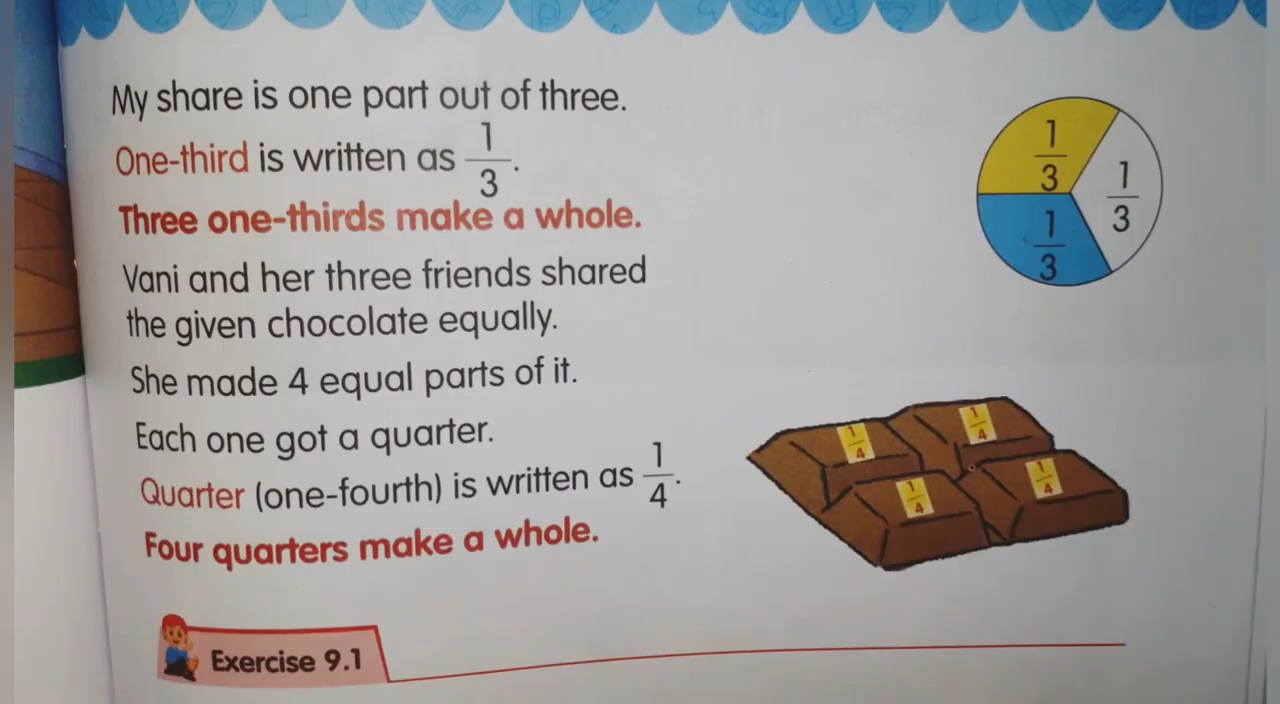 My share is one part out of three.
One-third is written as 1/3.
Three one-thirds make a whole.
Vani and her three friends shared
the given chocolate equally.
She made 4 equal parts of it.
Each one got a quarter.
Quarter (one-fourth) is written as 1/4.
Four quarters make a whole.
1/3
1/3
1/3
1/4
1/4
1/4
1/4
Exercise 9.1